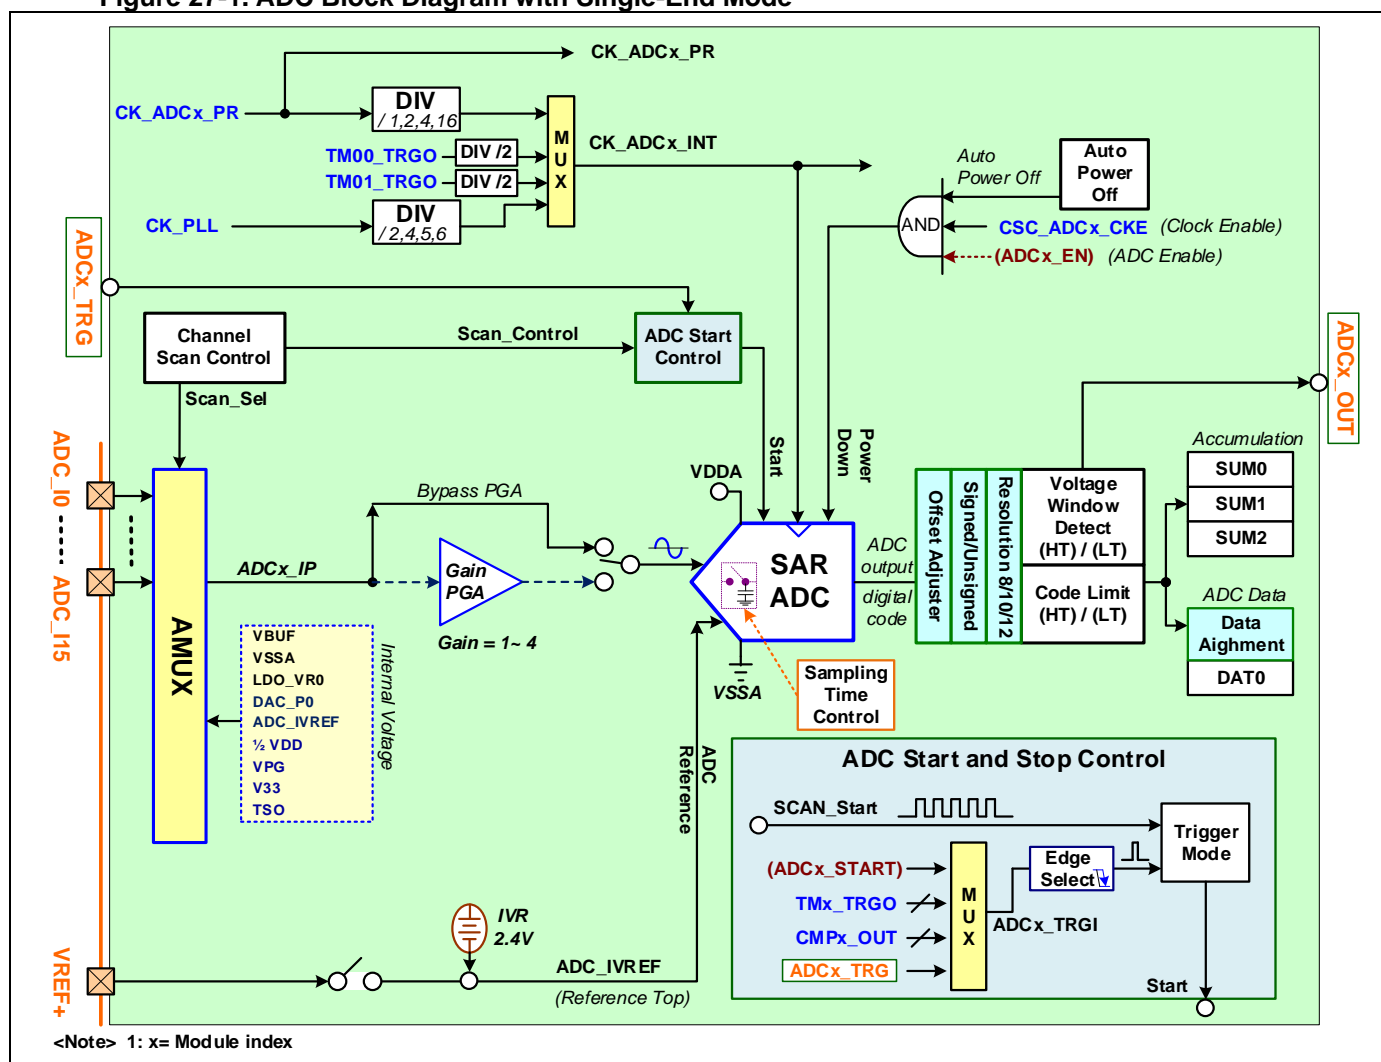 Figure 27-1. ADC Block Diagram with Single-End Mode
CK_ADCx_PR
CK_ADCx_PR
DIV
/ 1,2,4,16
TM00_TRGO
DIV /2
TM01_TRGO
DIV /2
CK_PLL
DIV
/ 2,4,5,6
M
U
X
CK_ADCx_INT
Auto
Power Off
Auto
Power
Off
AND
CSC_ADCx_CKE
(Clock Enable)
(ADCx_EN)
(ADC Enable)
ADCx_TRG
Channel
Scan Control
Scan_Control
ADC Start
Control
Scan_Sel
Start
Power
Down
ADCx_OUT
ADC_I0
ADC_I15
AMUX
ADCx_IP
Bypass PGA
Gain
PGA
Gain = 1~ 4
VBUF
VSSA
LDO_VR0
DAC_P0
ADC_IVREF
½ VDD
VPG
V33
TSO
Internal Voltage
VDDA
SAR
ADC
VSSA
Sampling
Time
Control
ADC
Reference
ADC
output
digital
code
Offset Adjuster
Signed/Unsigned
Resolution 8/10/12
Voltage
Window
Detect
(HT) / (LT)
Code Limit
(HT) / (LT)
Accumulation
SUM0
SUM1
SUM2
ADC Data
Data
Aighment
DAT0
ADC Start and Stop Control
SCAN_Start
(ADCx_START)
TMx_TRGO
CMPx_OUT
ADCx_TRG
M
U
X
ADCx_TRGI
Edge
Select
Trigger
Mode
Start
VREF+
IVR
2.4V
ADC_IVREF
(Reference Top)
<Note> 1: x= Module index